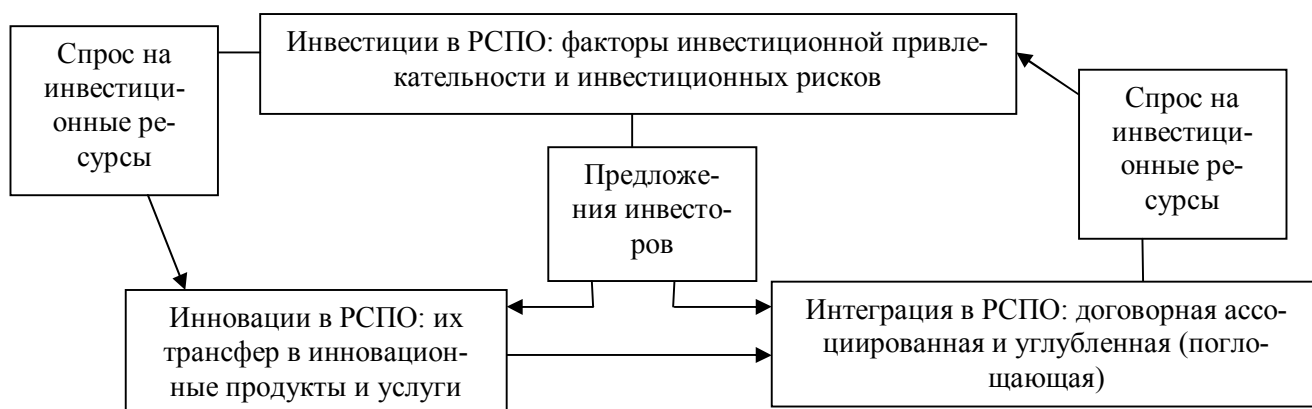 Спрос на
инвестици-
онные ре-
сурсы
Инвестиции в РСПО: факторы инвестиционной привле-
кательности и инвестиционных рисков
Спрос на
инвестици-
онные ре-
сурсы
Предложе-
ния инвесто-
ров
Инновации в РСПО: их
трансфер в инновацион-
ные продукты и услуги
Интеграция в РСПО: договорная ассо-
циированная и углубленная (погло-
щающая)